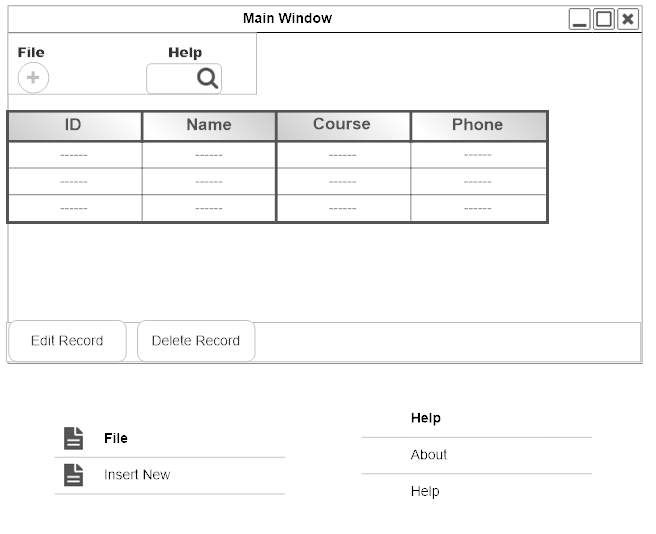 Main Window
File Help
ID Name Course Phone
------ ------ ------ ------
------ ------ ------ ------
------ ------ ------ ------
Edit Record Delete Record
File
Insert New
Help
About
Help